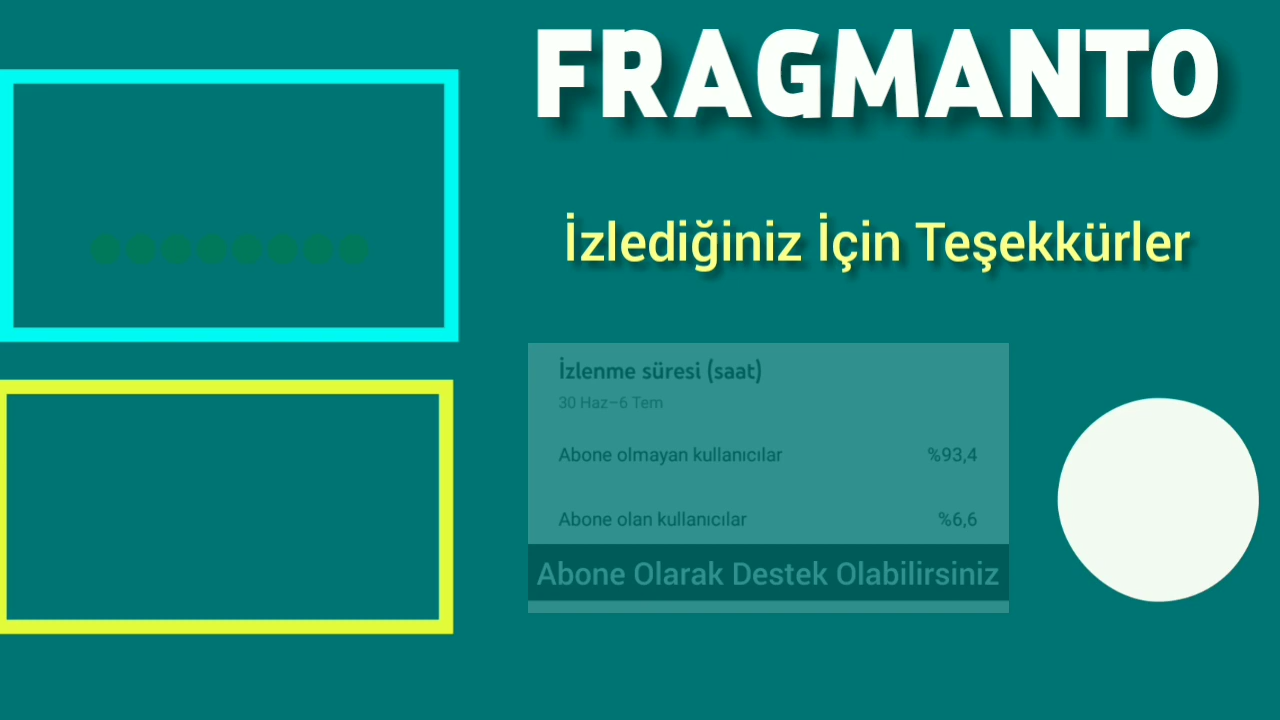 FRAGMANTO
İzlediğiniz İçin Teşekkürler
İzlenme süresi (saat)
30 Haz–6 Tem
Abone olmayan kullanıcılar %93,4
Abone olan kullanıcılar %6,6
Abone Olarak Destek Olabilirsiniz